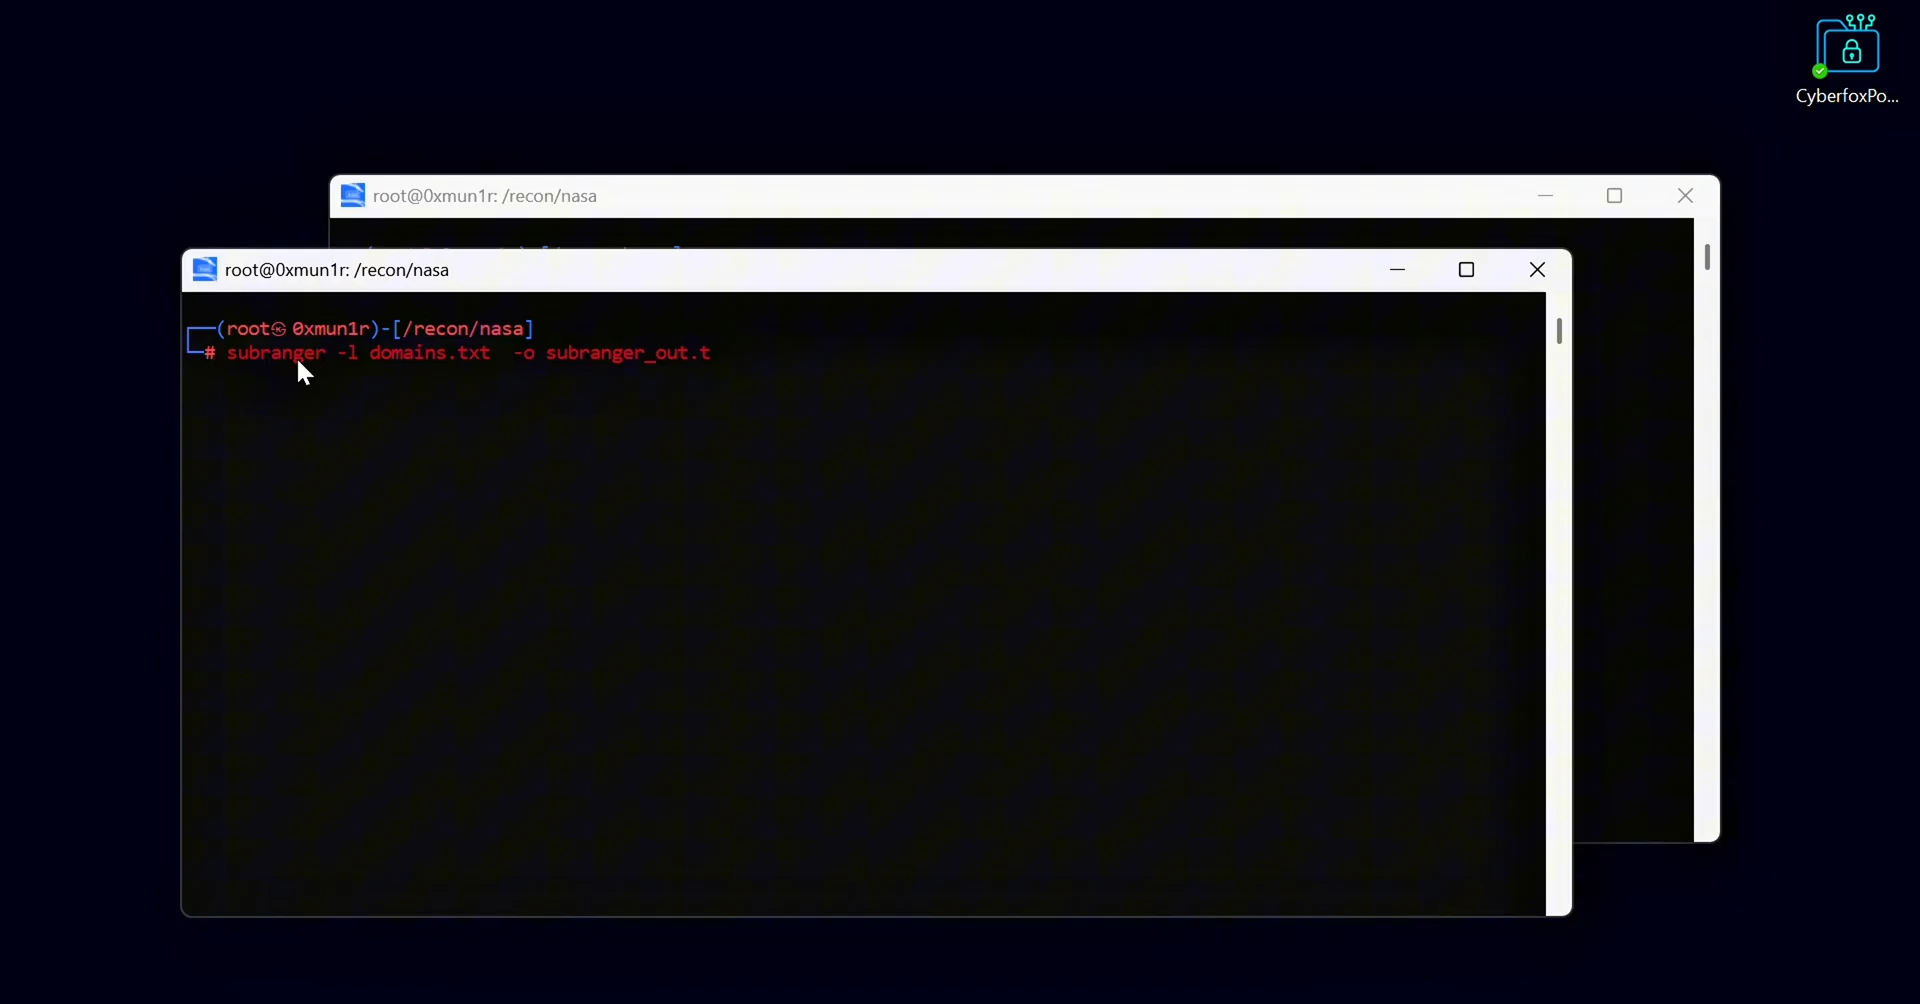 CyberfoxPo...
root@0xmun1r: /recon/nasa
root@0xmun1r: /recon/nasa
┌──(root㉿0xmun1r)-[/recon/nasa]
└─# subranger -l domains.txt  -o subranger_out.t